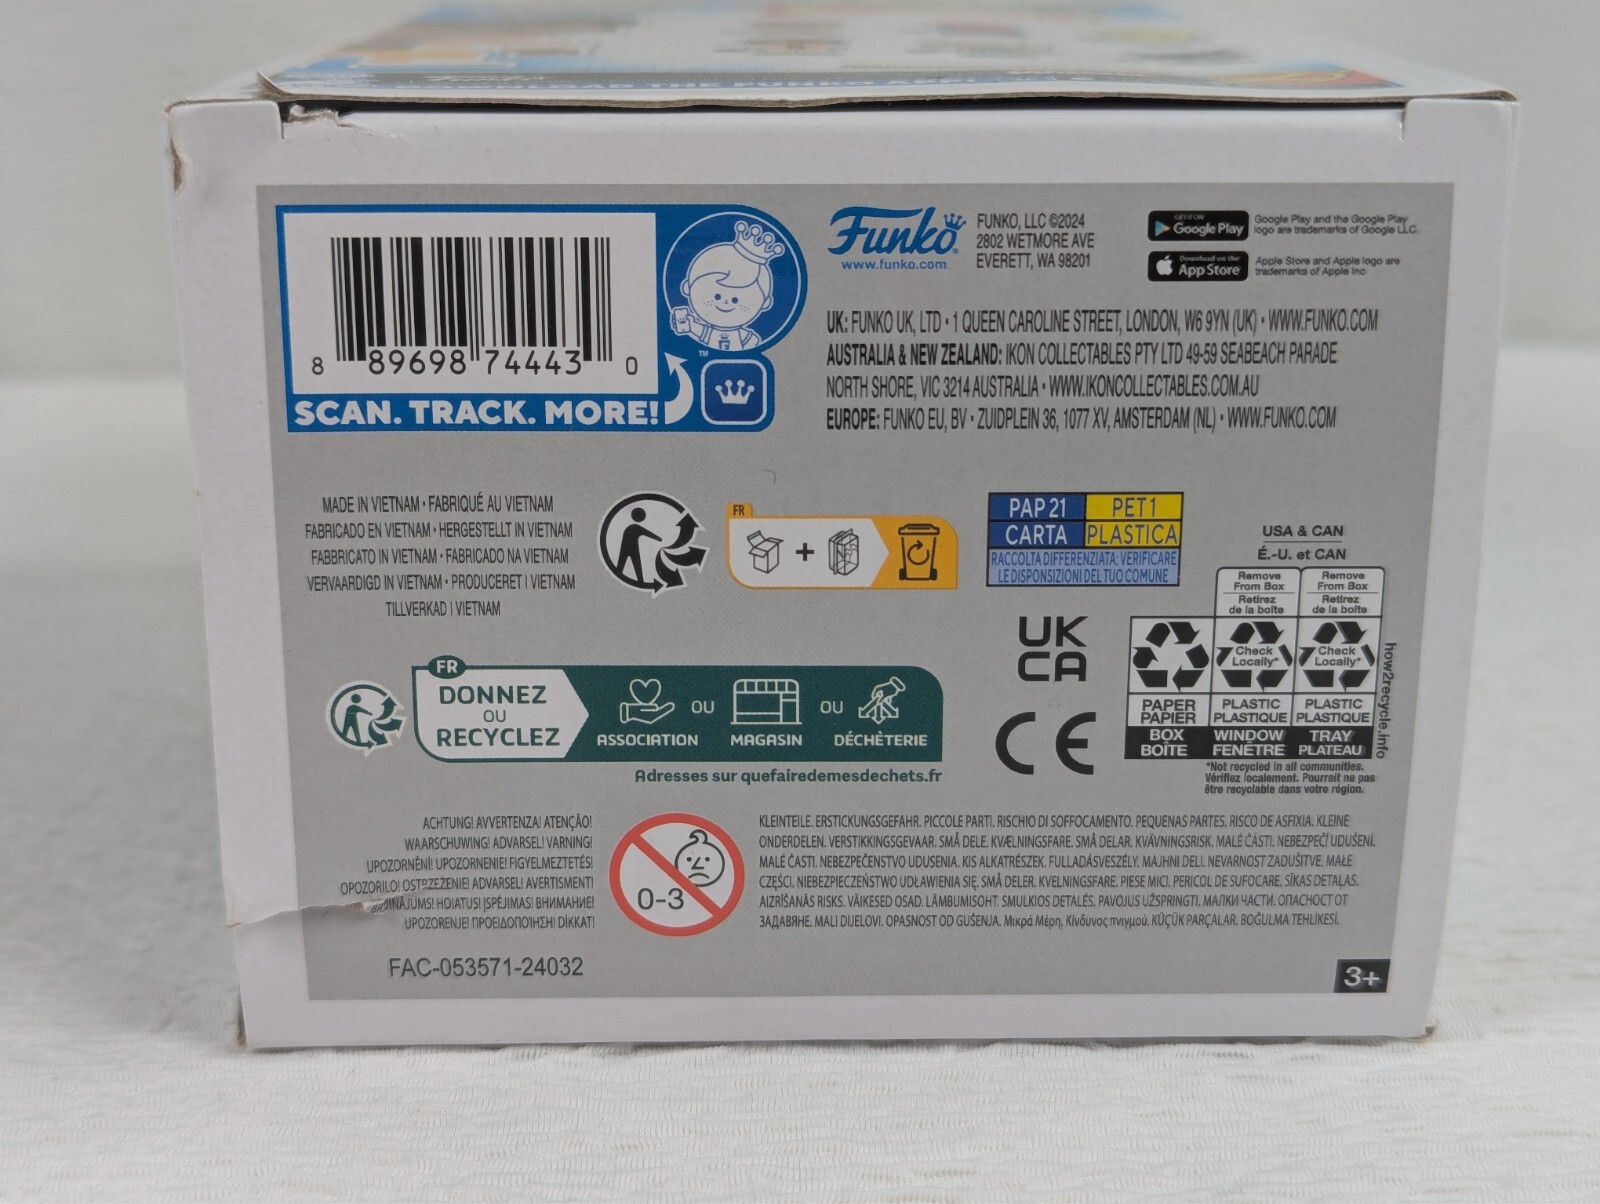 DOWNLOAD THE FUNKO APP!
8 89698 74443 0
SCAN. TRACK. MORE!
TM
Funko
www.funko.com
FUNKO, LLC ©2024
2802 WETMORE AVE
EVERETT, WA 98201
GET IT ON
Google Play
Google Play and the Google Play
logo are trademarks of Google LLC.
Download on the
App Store
Apple Store and Apple logo are
trademarks of Apple Inc
UK: FUNKO UK, LTD • 1 QUEEN CAROLINE STREET, LONDON, W6 9YN (UK) • WWW.FUNKO.COM
AUSTRALIA & NEW ZEALAND: IKON COLLECTABLES PTY LTD 49-59 SEABEACH PARADE
NORTH SHORE, VIC 3214 AUSTRALIA • WWW.IKONCOLLECTABLES.COM.AU
EUROPE: FUNKO EU, BV • ZUIDPLEIN 36, 1077 XV, AMSTERDAM (NL) • WWW.FUNKO.COM
MADE IN VIETNAM • FABRIQUÉ AU VIETNAM
FABRICADO EN VIETNAM • HERGESTELLT IN VIETNAM
FABBRICATO IN VIETNAM • FABRICADO NA VIETNAM
VERVAARDIGD IN VIETNAM • PRODUCERET I VIETNAM
TILLVERKAD I VIETNAM
FR
+
PAP 21
PET 1
CARTA
PLASTICA
RACCOLTA DIFFERENZIATA: VERIFICARE
LE DISPOSIZIONI DEL TUO COMUNE
USA & CAN
É.-U. et CAN
Remove
From Box
Retirez
de la boîte
Remove
From Box
Retirez
de la boîte
Check
Locally*
Check
Locally*
PAPER
PAPIER
PLASTIC
PLASTIQUE
PLASTIC
PLASTIQUE
BOX
BOÎTE
WINDOW
FENÊTRE
TRAY
PLATEAU
how2recycle.info
*Not recycled in all communities.
Vérifiez localement. Pourrait ne pas
être recyclable dans votre région.
UK
CA
CE
FR
DONNEZ
OU
RECYCLEZ
ASSOCIATION
OU
MAGASIN
OU
DÉCHÈTERIE
Adresses sur quefairedemesdechets.fr
ACHTUNG! AVVERTENZA! ATENÇÃO!
WAARSCHUWING! ADVARSEL! VARNING!
UPOZORNĚNÍ! UPOZORNENIE! FIGYELMEZTETÉS!
OPOZORILO! OSTRZEŻENIE! ADVARSEL! AVERTISMENT!
BRĪDINĀJUMS! HOIATUS! ĮSPĖJIMAS! ВНИМАНИЕ!
UPOZORENJE! ΠΡΟΕΙΔΟΠΟΙΗΣΗ! DİKKAT!
0-3
KLEINTEILE. ERSTICKUNGSGEFAHR. PICCOLE PARTI. RISCHIO DI SOFFOCAMENTO. PEQUENAS PARTES. RISCO DE ASFIXIA. KLEINE
ONDERDELEN. VERSTIKKINGSGEVAAR. SMÅ DELE. KVÆLNINGSFARE. SMÅ DELAR. KVÄVNINGSRISK. MALÉ ČÁSTI. NEBEZPEČÍ UDUŠENÍ.
MALÉ ČASTI. NEBEZPEČENSTVO UDUSENIA. KIS ALKATRÉSZEK. FULLADÁSVESZÉLY. MAJHNI DELI. NEVARNOST ZADUŠITVE. MAŁE
CZĘŚCI. NIEBEZPIECZEŃSTWO UDŁAWIENIA SIĘ. SMÅ DELER. KVELNINGSFARE. PIESE MICI. PERICOL DE SUFOCARE. SĪKAS DETAĻAS.
AIZRĪŠANĀS RISKS. VÄIKESED OSAD. LÄMBUMISOHT. SMULKIOS DETALĖS. PAVOJUS UŽSPRINGTI. МАЛКИ ЧАСТИ. ОПАСНОСТ ОТ
ЗАДАВЯНЕ. MALI DIJELOVI. OPASNOST OD GUŠENJA. Μικρά Μέρη. Κίνδυνος πνιγμού. KÜÇÜK PARÇALAR. BOĞULMA TEHLİKESİ.
FAC-053571-24032
3+